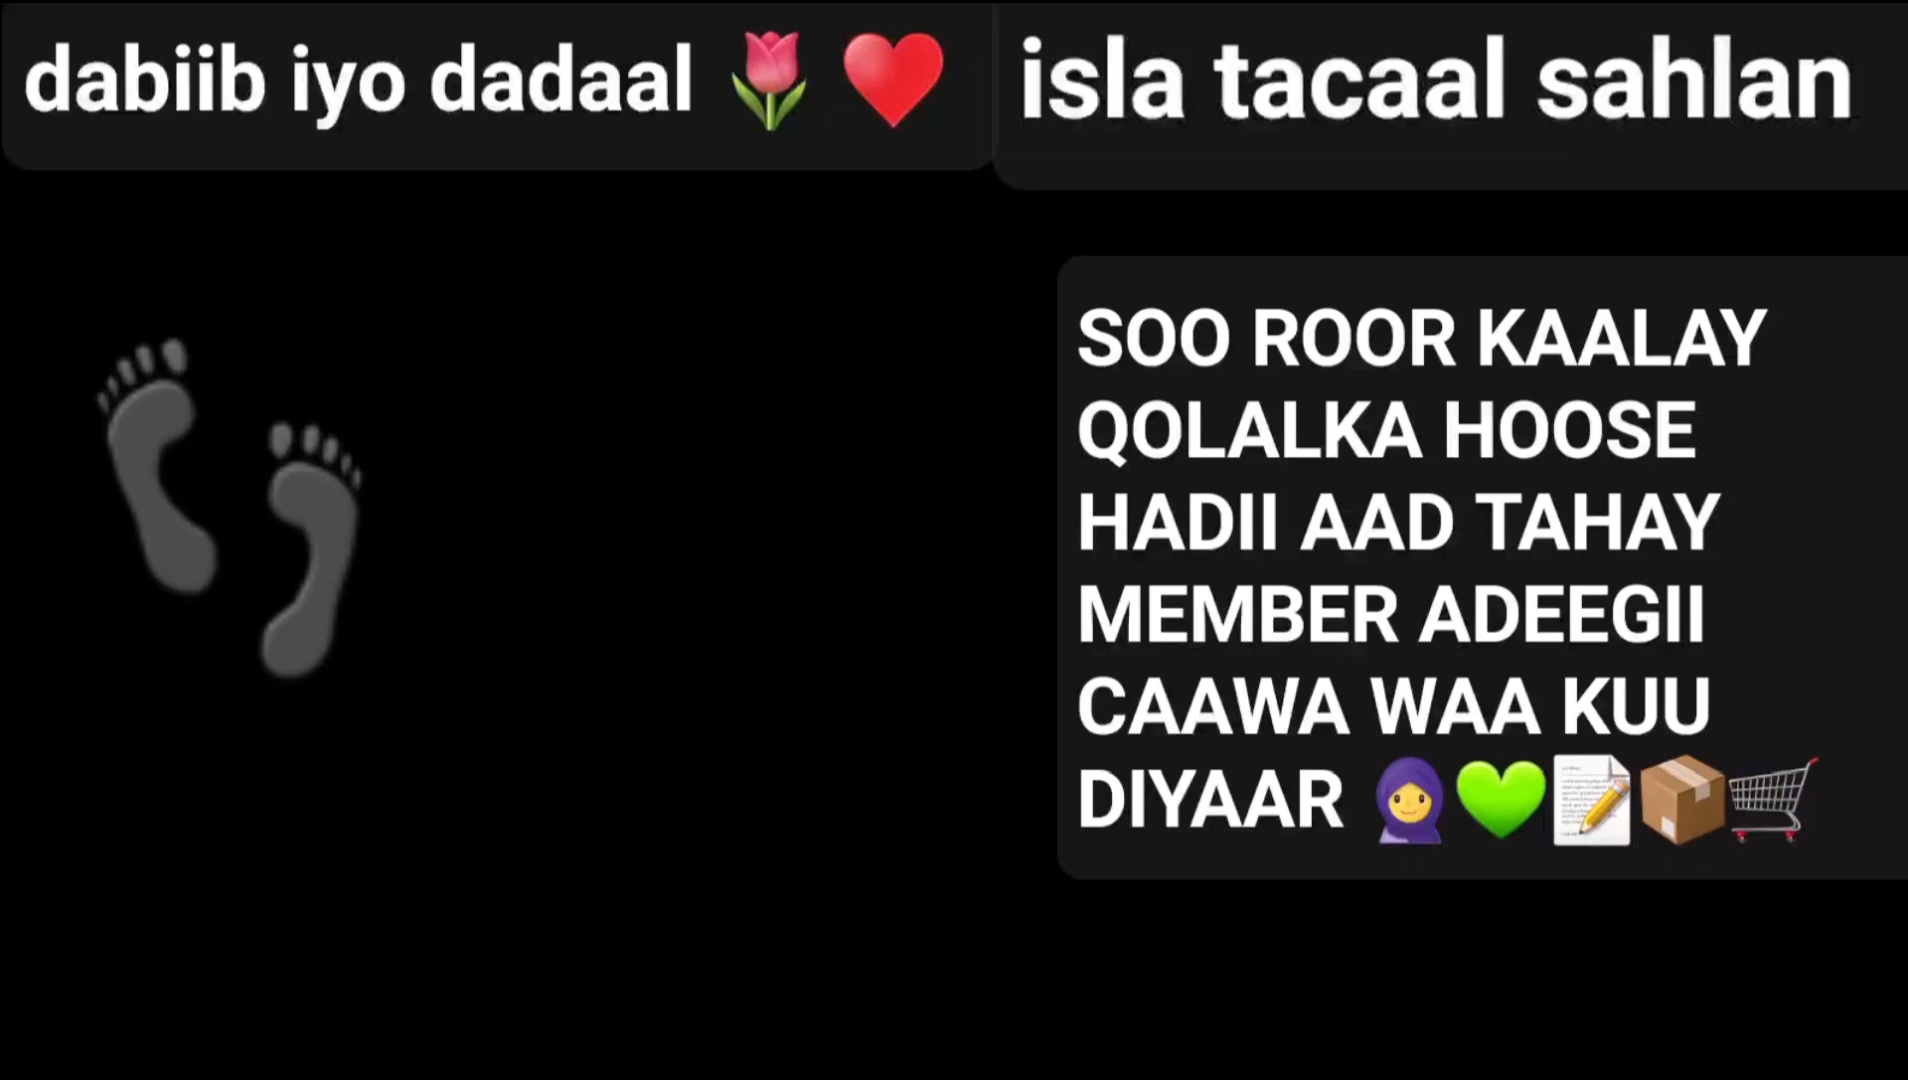 dabiib iyo dadaal 🌷 ❤️
isla tacaal sahlan
SOO ROOR KAALAY
QOLALKA HOOSE
HADII AAD TAHAY
MEMBER ADEEGII
CAAWA WAA KUU
DIYAAR 🧕💚📝📦🛒